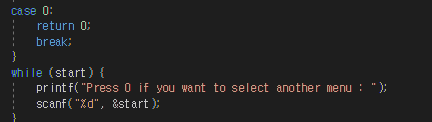 case 0:
return 0;
break;
}
while (start) {
printf("Press 0 if you want to select another menu : ");
scanf("%d", &start);
}